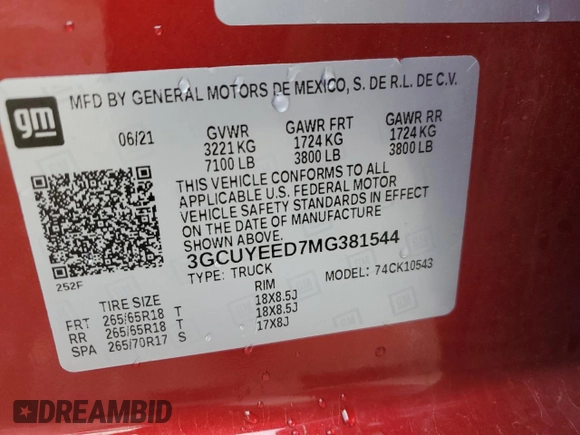 gm
MFD BY GENERAL MOTORS DE MEXICO, S. DE R.L. DE C.V.
06/21 GVWR GAWR FRT GAWR RR
3221 KG 1724 KG 1724 KG
7100 LB 3800 LB 3800 LB
THIS VEHICLE CONFORMS TO ALL
APPLICABLE U.S. FEDERAL MOTOR
VEHICLE SAFETY STANDARDS IN EFFECT
ON THE DATE OF MANUFACTURE
SHOWN ABOVE.
3GCUYEED7MG381544
TYPE: TRUCK MODEL: 74CK10543
252F
TIRE SIZE RIM
FRT 265/65R18 T 18X8.5J
RR 265/65R18 T 18X8.5J
SPA 265/70R17 S 17X8J
DREAMBID